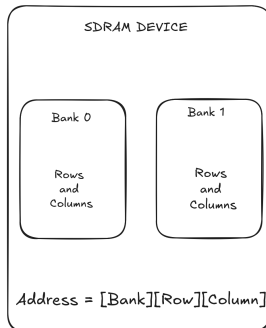 SDRAM DEVICE
Bank 0
Rows
and
Columns
Bank 1
Rows
and
Columns
Address = [Bank][Row][Column]